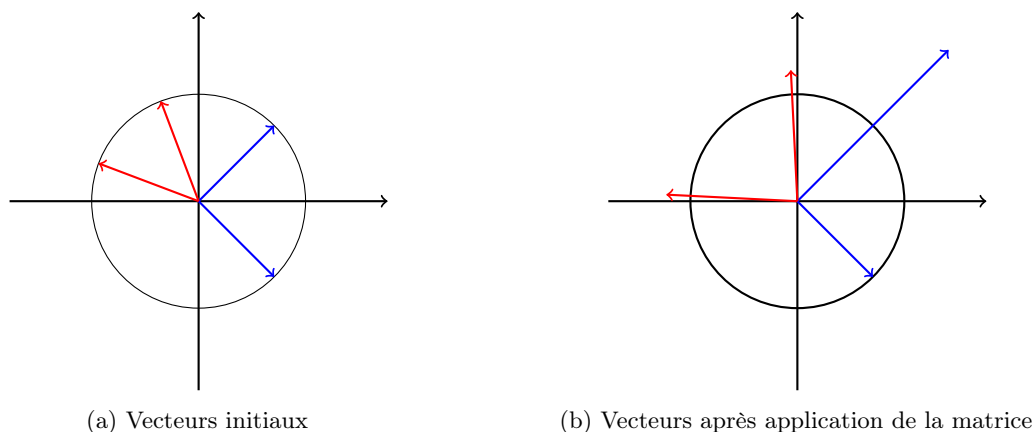 (a) Vecteurs initiaux
(b) Vecteurs après application de la matrice